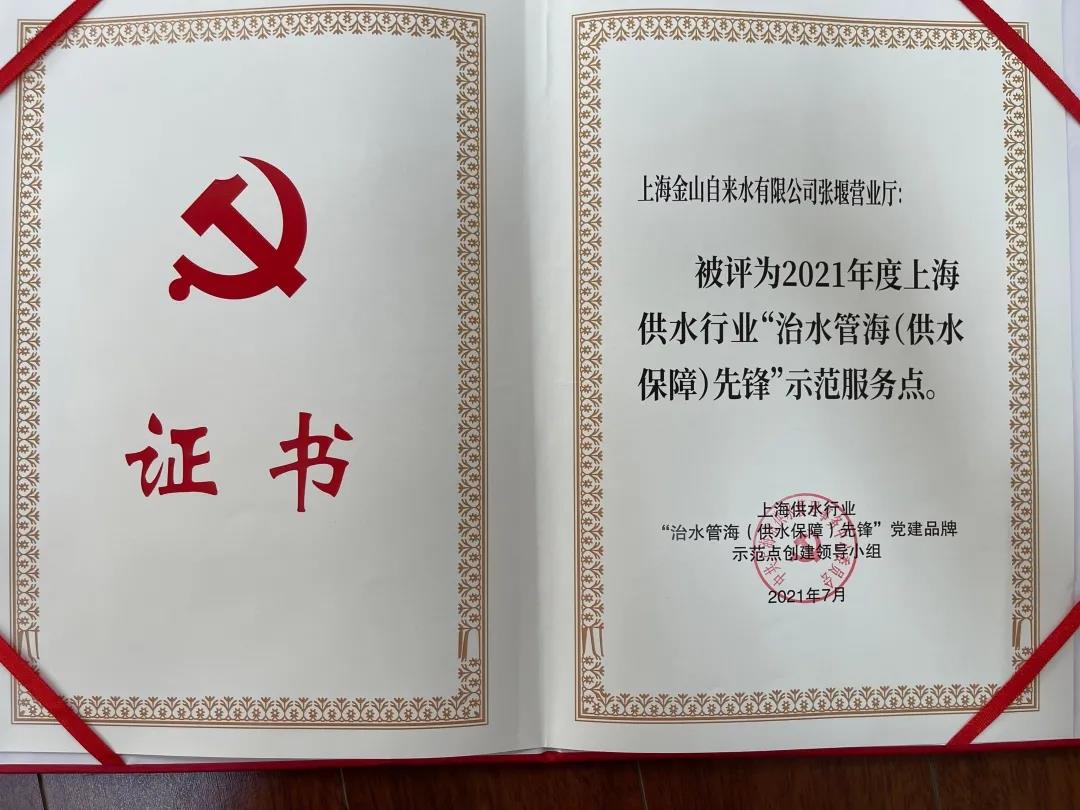 证书
上海金山自来水有限公司张堰营业厅：
被评为2021年度上海
供水行业“治水管海（供水
保障）先锋”示范服务点。
上海供水行业
“治水管海（供水保障）先锋”党建品牌
示范点创建领导小组
2021年7月